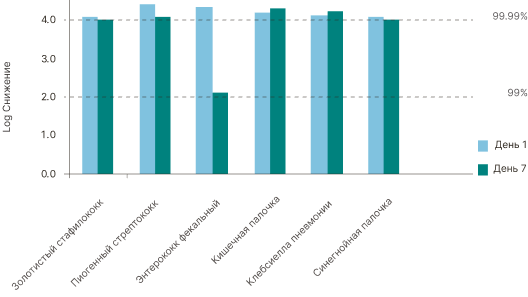 4.0
99.99%
3.0
Log Снижение
2.0
99%
1.0
День 1
0.0
День 7
Золотистый стафилококк
Пиогенный стрептококк
Энтерококк фекальный
Кишечная палочка
Клебсиелла пневмонии
Синегнойная палочка